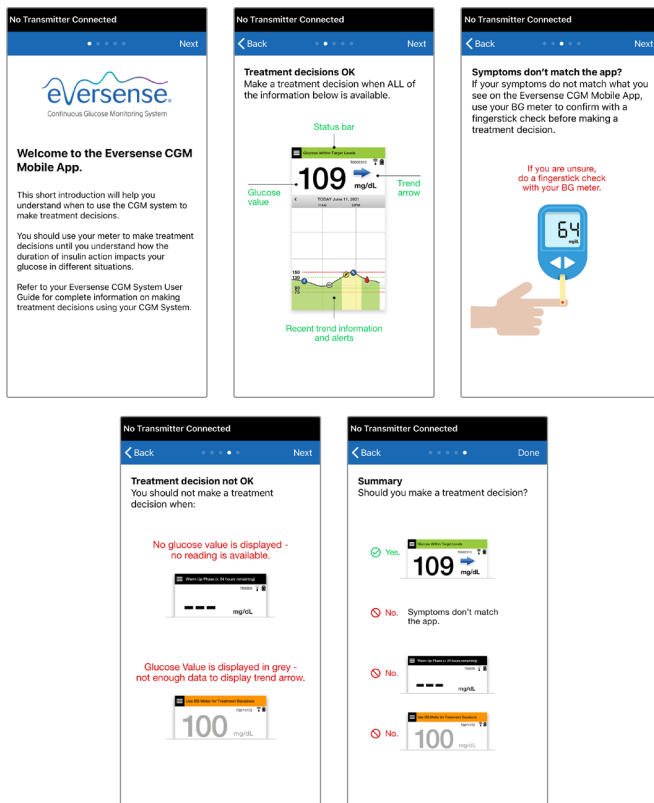 No Transmitter Connected
Next
eversense.
Continuous Glucose Monitoring System
Welcome to the Eversense CGM
Mobile App.
This short introduction will help you
understand when to use the CGM system to
make treatment decisions.
You should use your meter to make treatment
decisions until you understand how the
duration of insulin action impacts your
glucose in different situations.
Refer to your Eversense CGM System User
Guide for complete information on making
treatment decisions using your CGM System.
No Transmitter Connected
Back
Next
Treatment decisions OK
Make a treatment decision when ALL of
the information below is available.
Status bar
Glucose Within Target Levels
109
mg/dL
Glucose
value
Trend
arrow
TODAY June 11, 2021
11AM
Recent trend information
and alerts
No Transmitter Connected
Back
Next
Symptoms don't match the app?
If your symptoms do not match what you
see on the Eversense CGM Mobile App,
use your BG meter to confirm with a
fingerstick check before making a
treatment decision.
If you are unsure,
do a fingerstick check
with your BG meter.
64
No Transmitter Connected
Back
Next
Treatment decision not OK
You should not make a treatment
decision when:
No glucose value is displayed -
no reading is available.
Warm Up Phase (< 24 hours remaining)
---
mg/dL
Glucose Value is displayed in grey -
not enough data to display trend arrow.
Use BG Meter for Treatment Decisions
100
mg/dL
No Transmitter Connected
Back
Done
Summary
Should you make a treatment decision?
Yes.
Glucose Within Target Levels
109
mg/dL
No.
Symptoms don't match
the app.
No.
Warm Up Phase (< 24 hours remaining)
---
mg/dL
No.
Use BG Meter for Treatment Decisions
100
mg/dL